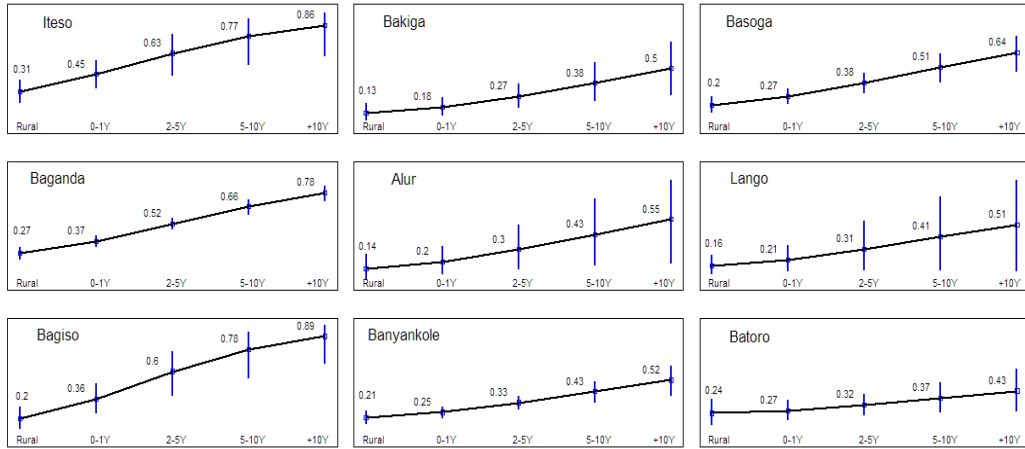 Iteso
0.31 0.45 0.63 0.77 0.86
Rural 0-1Y 2-5Y 5-10Y +10Y
Bakiga
0.13 0.18 0.27 0.38 0.5
Rural 0-1Y 2-5Y 5-10Y +10Y
Basoga
0.2 0.27 0.38 0.51 0.64
Rural 0-1Y 2-5Y 5-10Y +10Y
Baganda
0.27 0.37 0.52 0.66 0.78
Rural 0-1Y 2-5Y 5-10Y +10Y
Alur
0.14 0.2 0.3 0.43 0.55
Rural 0-1Y 2-5Y 5-10Y +10Y
Lango
0.16 0.21 0.31 0.41 0.51
Rural 0-1Y 2-5Y 5-10Y +10Y
Bagiso
0.2 0.36 0.6 0.78 0.89
Rural 0-1Y 2-5Y 5-10Y +10Y
Banyankole
0.21 0.25 0.33 0.43 0.52
Rural 0-1Y 2-5Y 5-10Y +10Y
Batoro
0.24 0.27 0.32 0.37 0.43
Rural 0-1Y 2-5Y 5-10Y +10Y